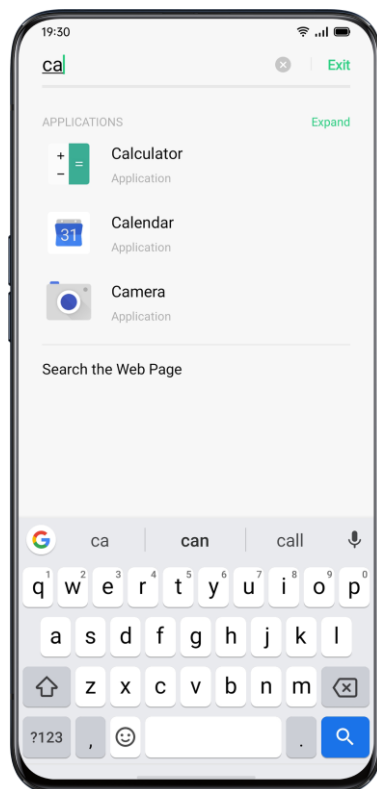 19:30
ca
Exit
APPLICATIONS
Expand
+ = −
Calculator
Application
31
Calendar
Application
Camera
Application
Search the Web Page
G ca can call
1 2 3 4 5 6 7 8 9 0
q w e r t y u i o p
a s d f g h j k l
z x c v b n m
?123 , .